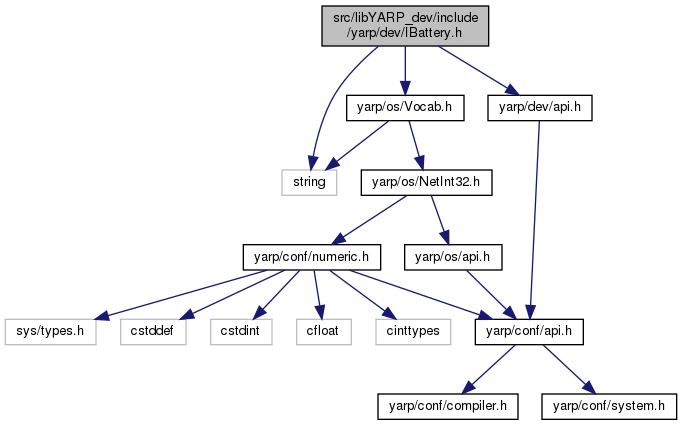 src/libYARP_dev/include
/yarp/dev/IBattery.h
yarp/os/Vocab.h
yarp/dev/api.h
string
yarp/os/NetInt32.h
yarp/conf/numeric.h
yarp/os/api.h
sys/types.h
cstddef
cstdint
cfloat
cinttypes
yarp/conf/api.h
yarp/conf/compiler.h
yarp/conf/system.h